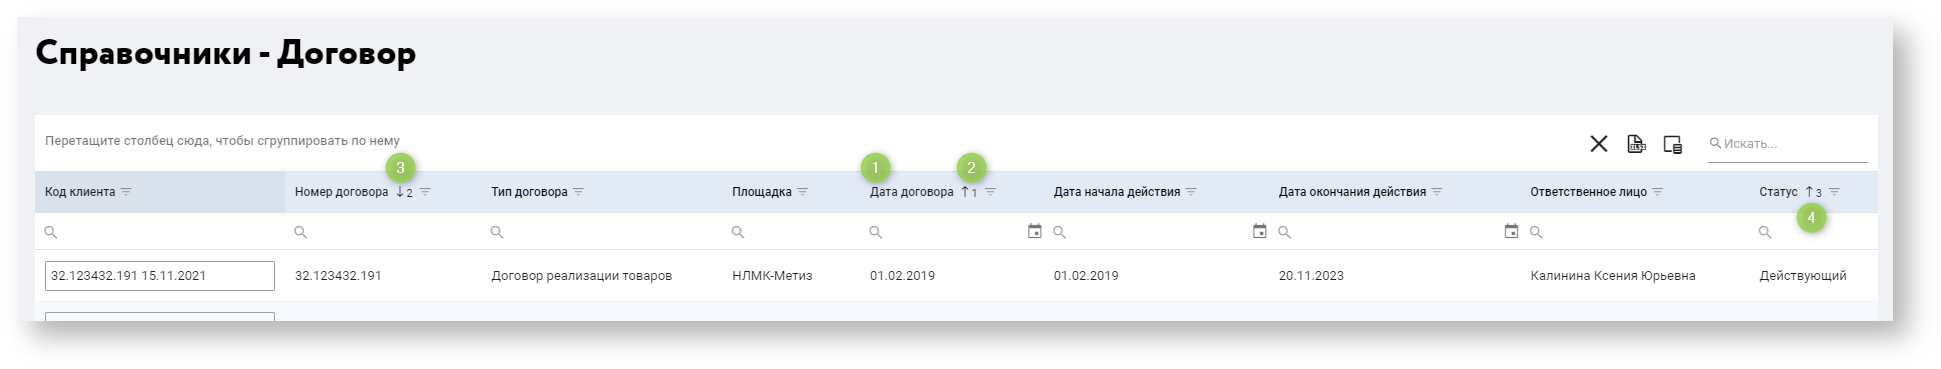 Справочники - Договор
Перетащите столбец сюда, чтобы сгруппировать по нему
Искать...
3 1 2
Код клиента Номер договора ↓2 Тип договора Площадка Дата договора ↑1 Дата начала действия Дата окончания действия Ответственное лицо Статус ↑3
4
32.123432.191 15.11.2021 32.123432.191 Договор реализации товаров НЛМК-Метиз 01.02.2019 01.02.2019 20.11.2023 Калинина Ксения Юрьевна Действующий